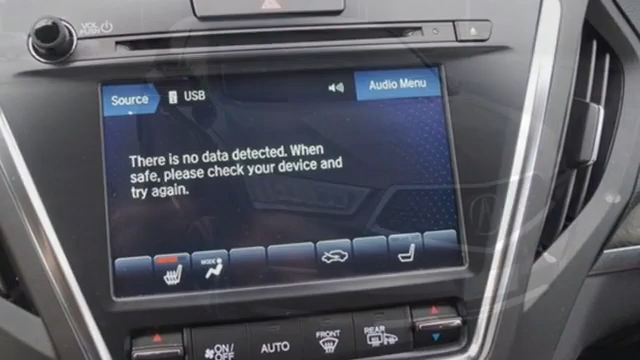 VOL
PUSH
Source USB Audio Menu
There is no data detected. When
safe, please check your device and
try again.
MODE
ON/
OFF
AUTO
FRONT
REAR